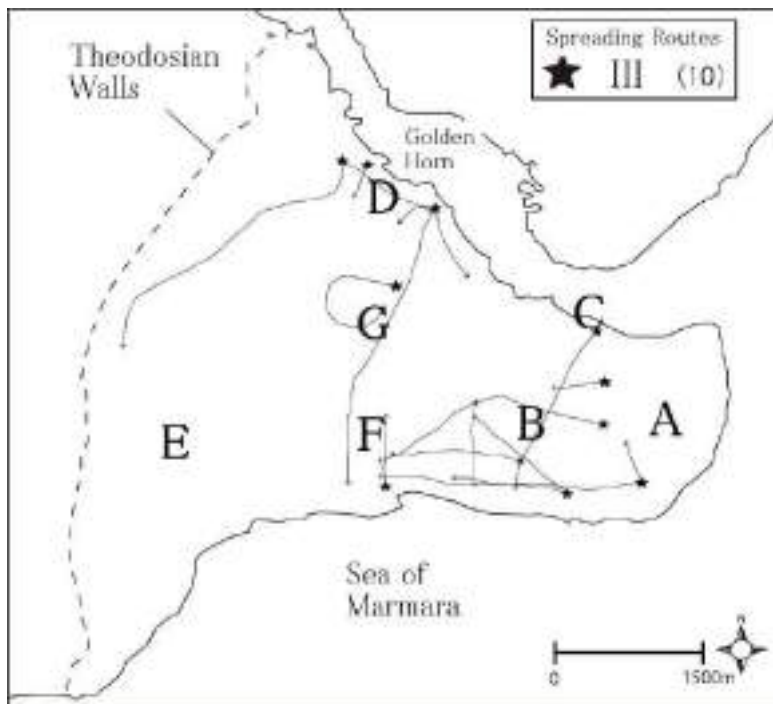 Theodosian
Walls
Spreading Routes
★ III (10)
Golden
Horn
D
G
C
E
F
B
A
Sea of
Marmara
N
0 1500m